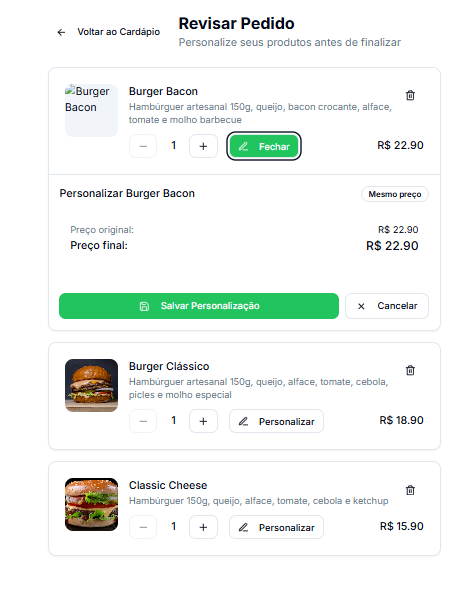 Voltar ao Cardápio
Revisar Pedido
Personalize seus produtos antes de finalizar
Burger Bacon
Burger Bacon
Hambúrguer artesanal 150g, queijo, bacon crocante, alface,
tomate e molho barbecue
1
Fechar
R$ 22.90
Personalizar Burger Bacon
Mesmo preço
Preço original:
R$ 22.90
Preço final:
R$ 22.90
Salvar Personalização
Cancelar
Burger Clássico
Hambúrguer artesanal 150g, queijo, alface, tomate, cebola,
picles e molho especial
1
Personalizar
R$ 18.90
Classic Cheese
Hambúrguer 150g, queijo, alface, tomate, cebola e ketchup
1
Personalizar
R$ 15.90